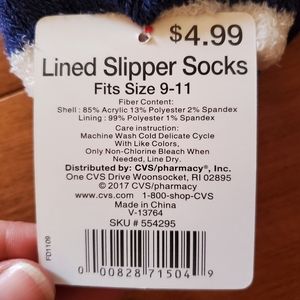 $4.99
Lined Slipper Socks
Fits Size 9-11
Fiber Content:
Shell : 85% Acrylic 13% Polyester 2% Spandex
Lining : 99% Polyester 1% Spandex
Care instruction:
Machine Wash Cold Delicate Cycle
With Like Colors,
Only Non-Chlorine Bleach When
Needed, Line Dry.
Distributed by: CVS/pharmacy®, Inc.
One CVS Drive Woonsocket, RI 02895
© 2017 CVS/pharmacy
www.cvs.com 1-800-shop-CVS
Made in China
V-13764
SKU # 554295
FD1109
0 00828 71504 9